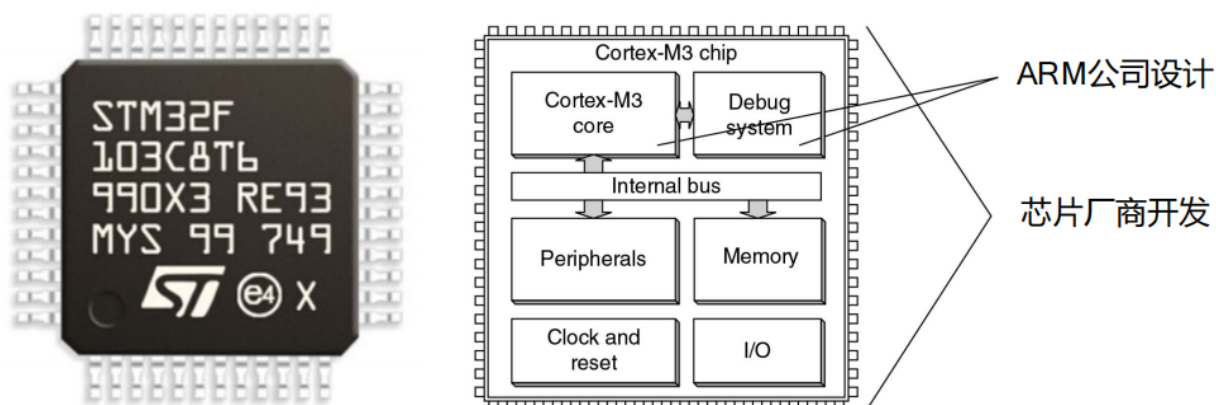 STM32F
103C8T6
990X3 RE93
MYS 99 749
ST e4 X
Cortex-M3 chip
Cortex-M3
core
Debug
system
Internal bus
Peripherals
Memory
Clock and
reset
I/O
ARM公司设计
芯片厂商开发